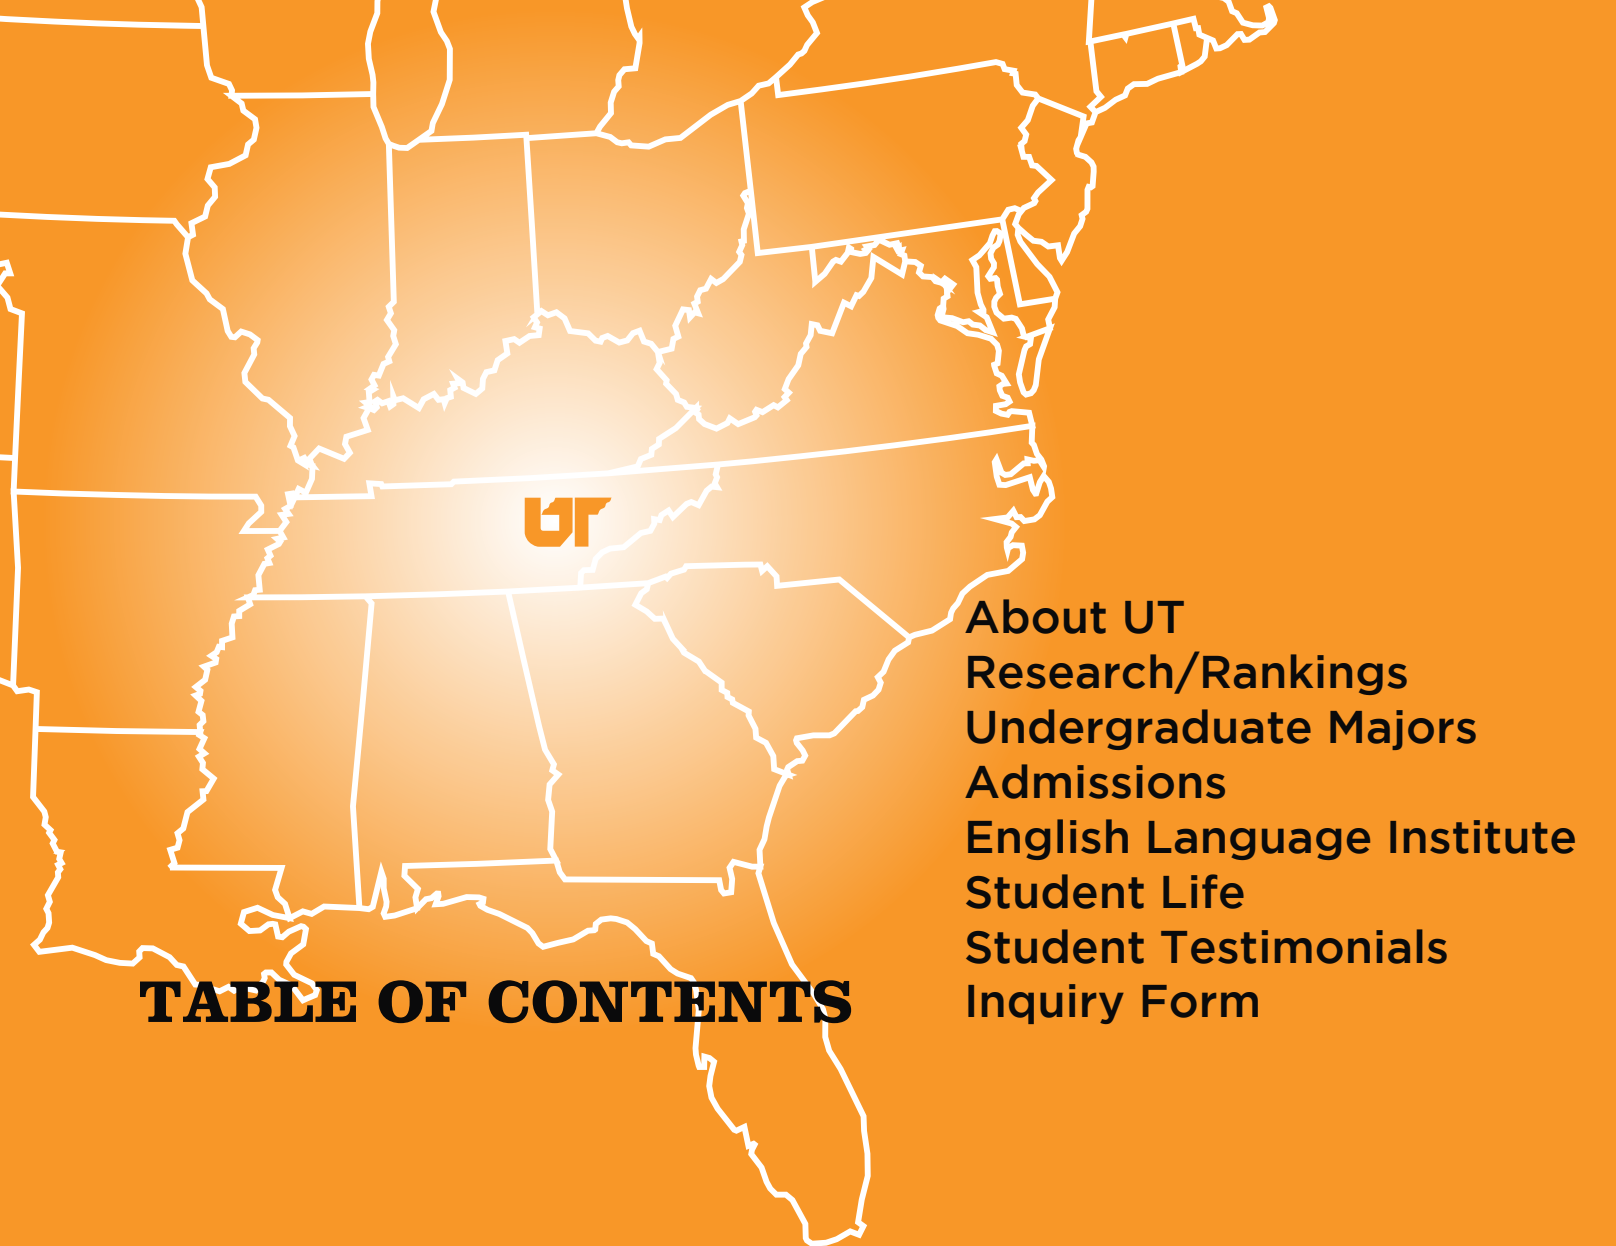 UT
TABLE OF CONTENTS
About UT
Research/Rankings
Undergraduate Majors
Admissions
English Language Institute
Student Life
Student Testimonials
Inquiry Form